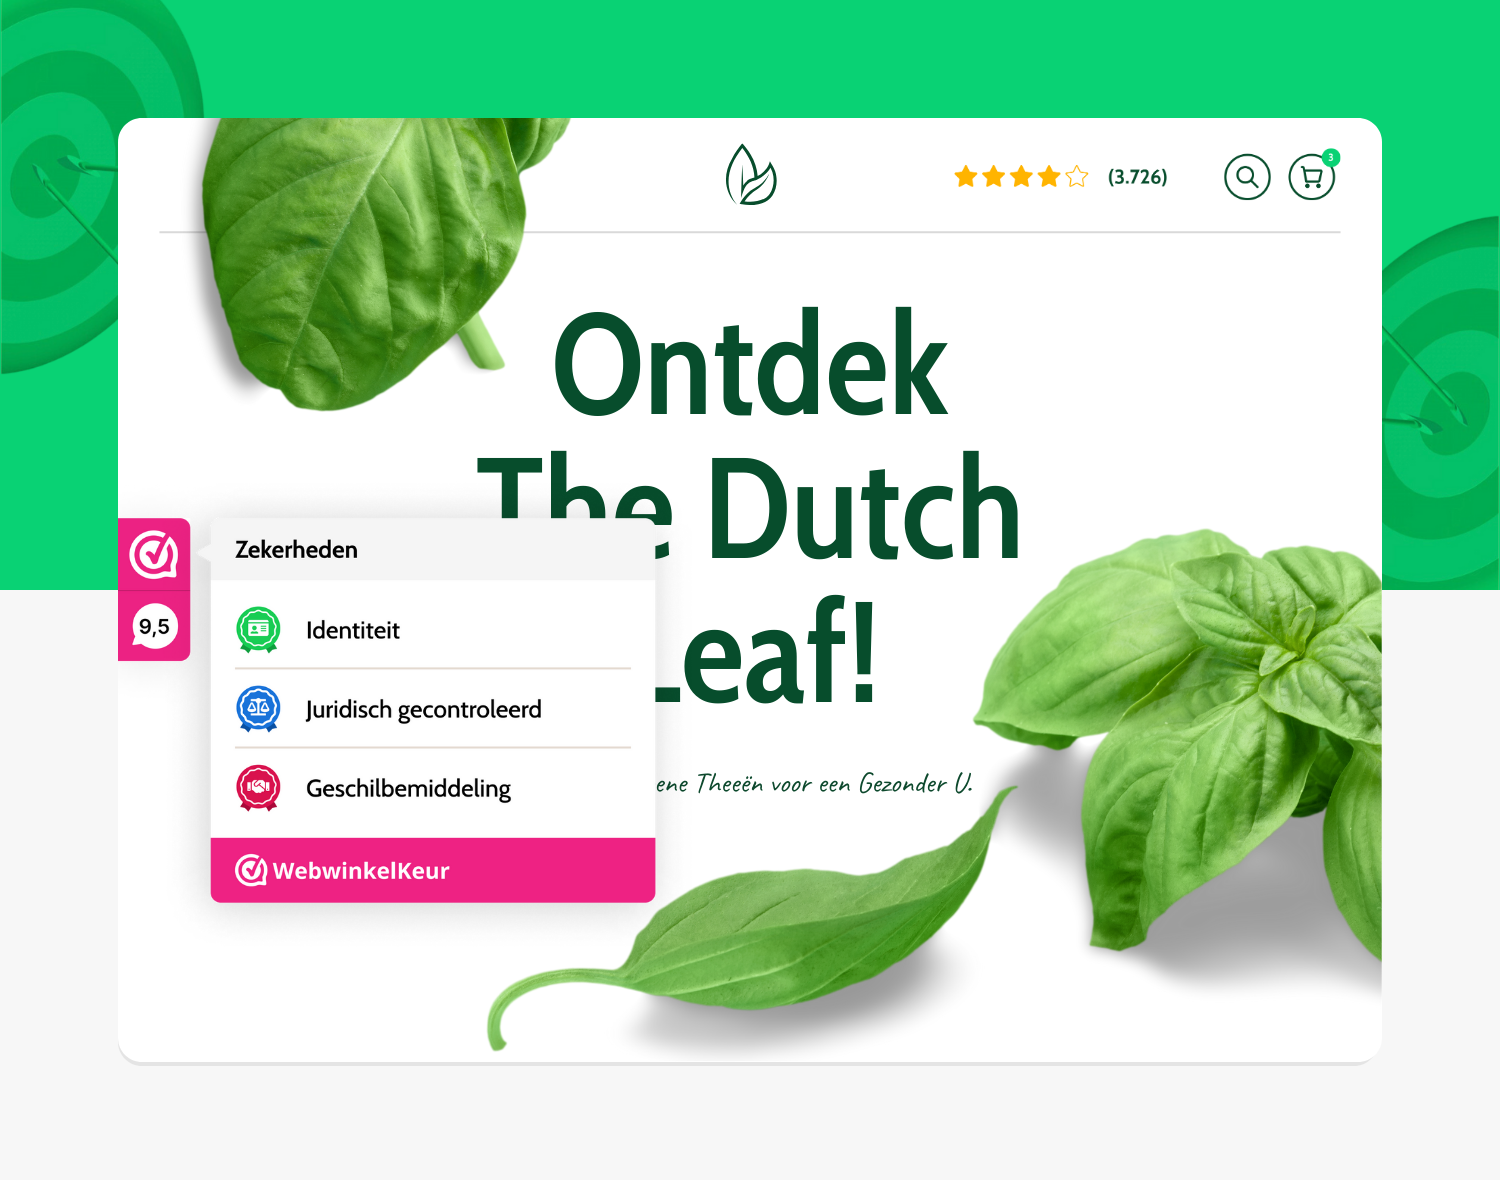 (3.726)
3
Ontdek
The Dutch
Leaf!
Theeën voor een Gezonder U.
9,5
Zekerheden
Identiteit
Juridisch gecontroleerd
Geschilbemiddeling
WebwinkelKeur